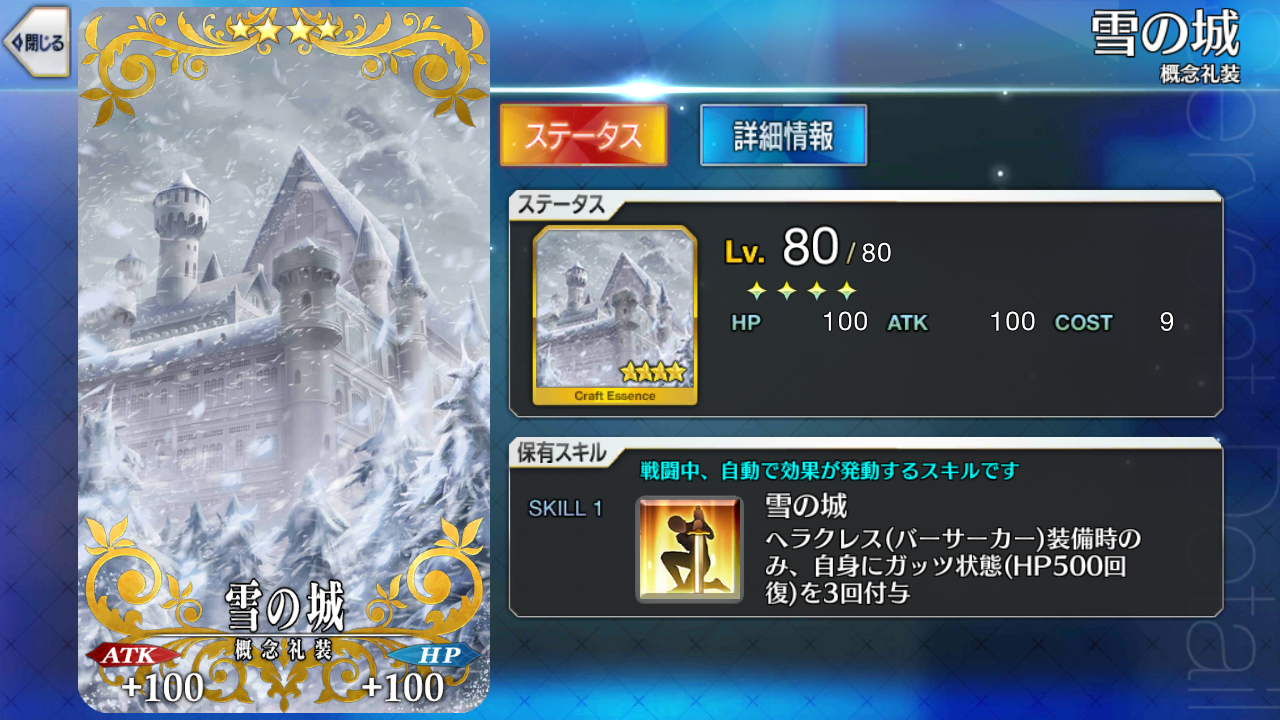 閉じる
雪の城
概念礼装
ステータス
詳細情報
ステータス
Lv. 80/80
HP 100 ATK 100 COST 9
Craft Essence
保有スキル
戦闘中、自動で効果が発動するスキルです
SKILL 1
雪の城
ヘラクレス(バーサーカー)装備時の
み、自身にガッツ状態(HP500回
復)を3回付与
雪の城
概念礼装
ATK
HP
+100
+100
Servant Detail